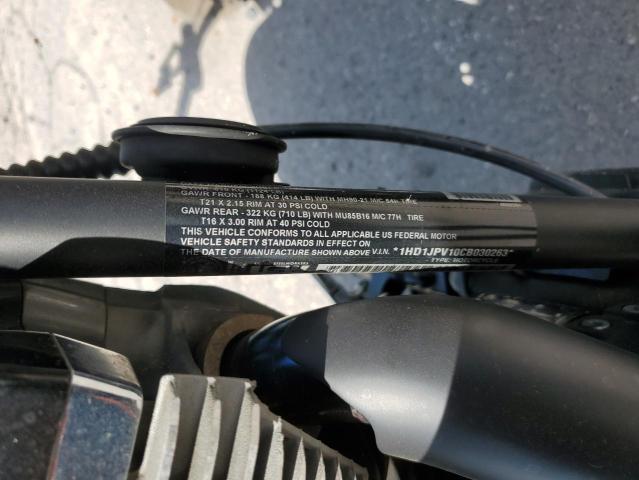 GAWR FRONT - 188 KG (414 LB) WITH MH90-21 M/C 54H TIRE
T21 X 2.15 RIM AT 30 PSI COLD
GAWR REAR - 322 KG (710 LB) WITH MU85B16 M/C 77H TIRE
T16 X 3.00 RIM AT 40 PSI COLD
THIS VEHICLE CONFORMS TO ALL APPLICABLE US FEDERAL MOTOR
VEHICLE SAFETY STANDARDS IN EFFECT ON
THE DATE OF MANUFACTURE SHOWN ABOVE V.I.N. *1HD1JPV10CB030263*
TYPE: MOTORCYCLE